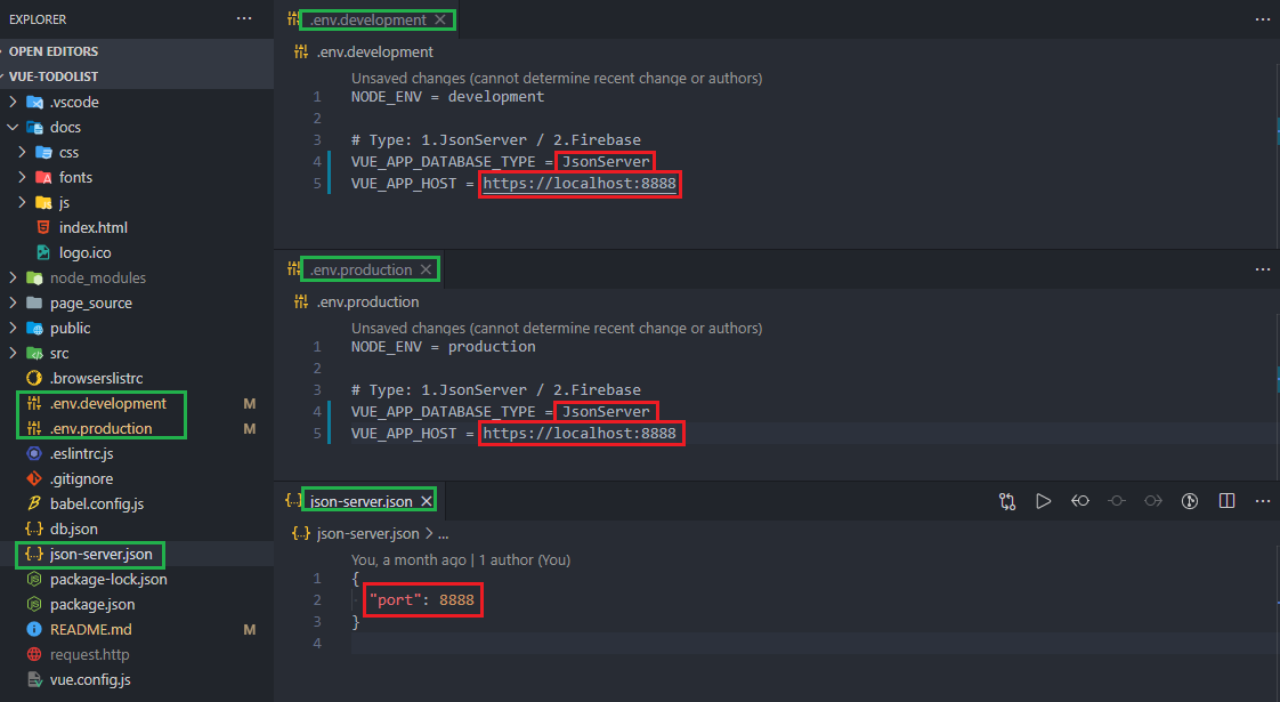 EXPLORER
OPEN EDITORS
VUE-TODOLIST
.vscode
docs
css
fonts
js
index.html
logo.ico
node_modules
page_source
public
src
.browserslistrc
.env.development M
.env.production M
.eslintrc.js
.gitignore
babel.config.js
db.json
json-server.json
package-lock.json
package.json
README.md M
request.http
vue.config.js
.env.development
.env.development
Unsaved changes (cannot determine recent change or authors)
1 NODE_ENV = development
2
3 # Type: 1.JsonServer / 2.Firebase
4 VUE_APP_DATABASE_TYPE = JsonServer
5 VUE_APP_HOST = https://localhost:8888
.env.production
.env.production
Unsaved changes (cannot determine recent change or authors)
1 NODE_ENV = production
2
3 # Type: 1.JsonServer / 2.Firebase
4 VUE_APP_DATABASE_TYPE = JsonServer
5 VUE_APP_HOST = https://localhost:8888
{..} json-server.json
{..} json-server.json > ...
You, a month ago | 1 author (You)
1 {
2 "port": 8888
3 }
4